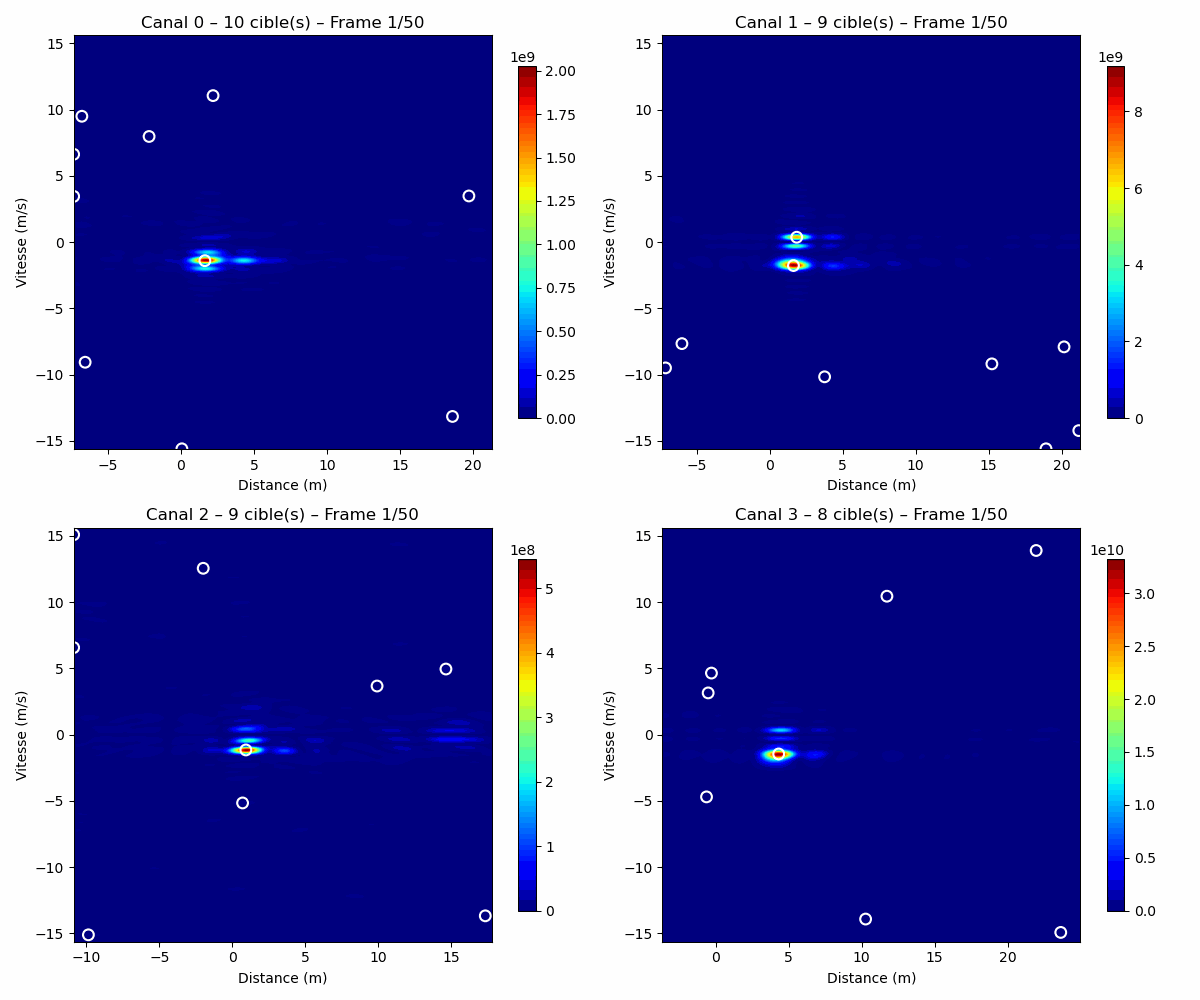 Canal 0 – 10 cible(s) – Frame 1/50
1e9
Vitesse (m/s)
15
10
5
0
−5
−10
−15
−5 0 5 10 15 20
Distance (m)
2.00
1.75
1.50
1.25
1.00
0.75
0.50
0.25
0.00
Canal 1 – 9 cible(s) – Frame 1/50
1e9
Vitesse (m/s)
15
10
5
0
−5
−10
−15
−5 0 5 10 15 20
Distance (m)
8
6
4
2
0
Canal 2 – 9 cible(s) – Frame 1/50
1e8
Vitesse (m/s)
15
10
5
0
−5
−10
−15
−10 −5 0 5 10 15
Distance (m)
5
4
3
2
1
0
Canal 3 – 8 cible(s) – Frame 1/50
1e10
Vitesse (m/s)
15
10
5
0
−5
−10
−15
0 5 10 15 20
Distance (m)
3.0
2.5
2.0
1.5
1.0
0.5
0.0